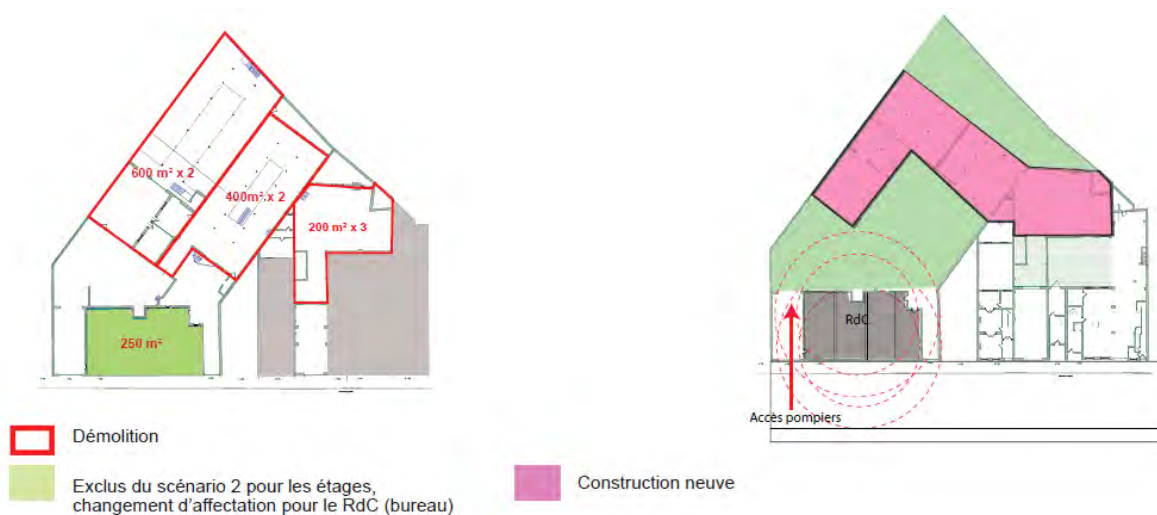 600 m² x 2
400m² x 2
200 m² x 3
250 m²
RdC
Accès pompiers
Démolition
Exclus du scénario 2 pour les étages,
changement d'affectation pour le RdC (bureau)
Construction neuve